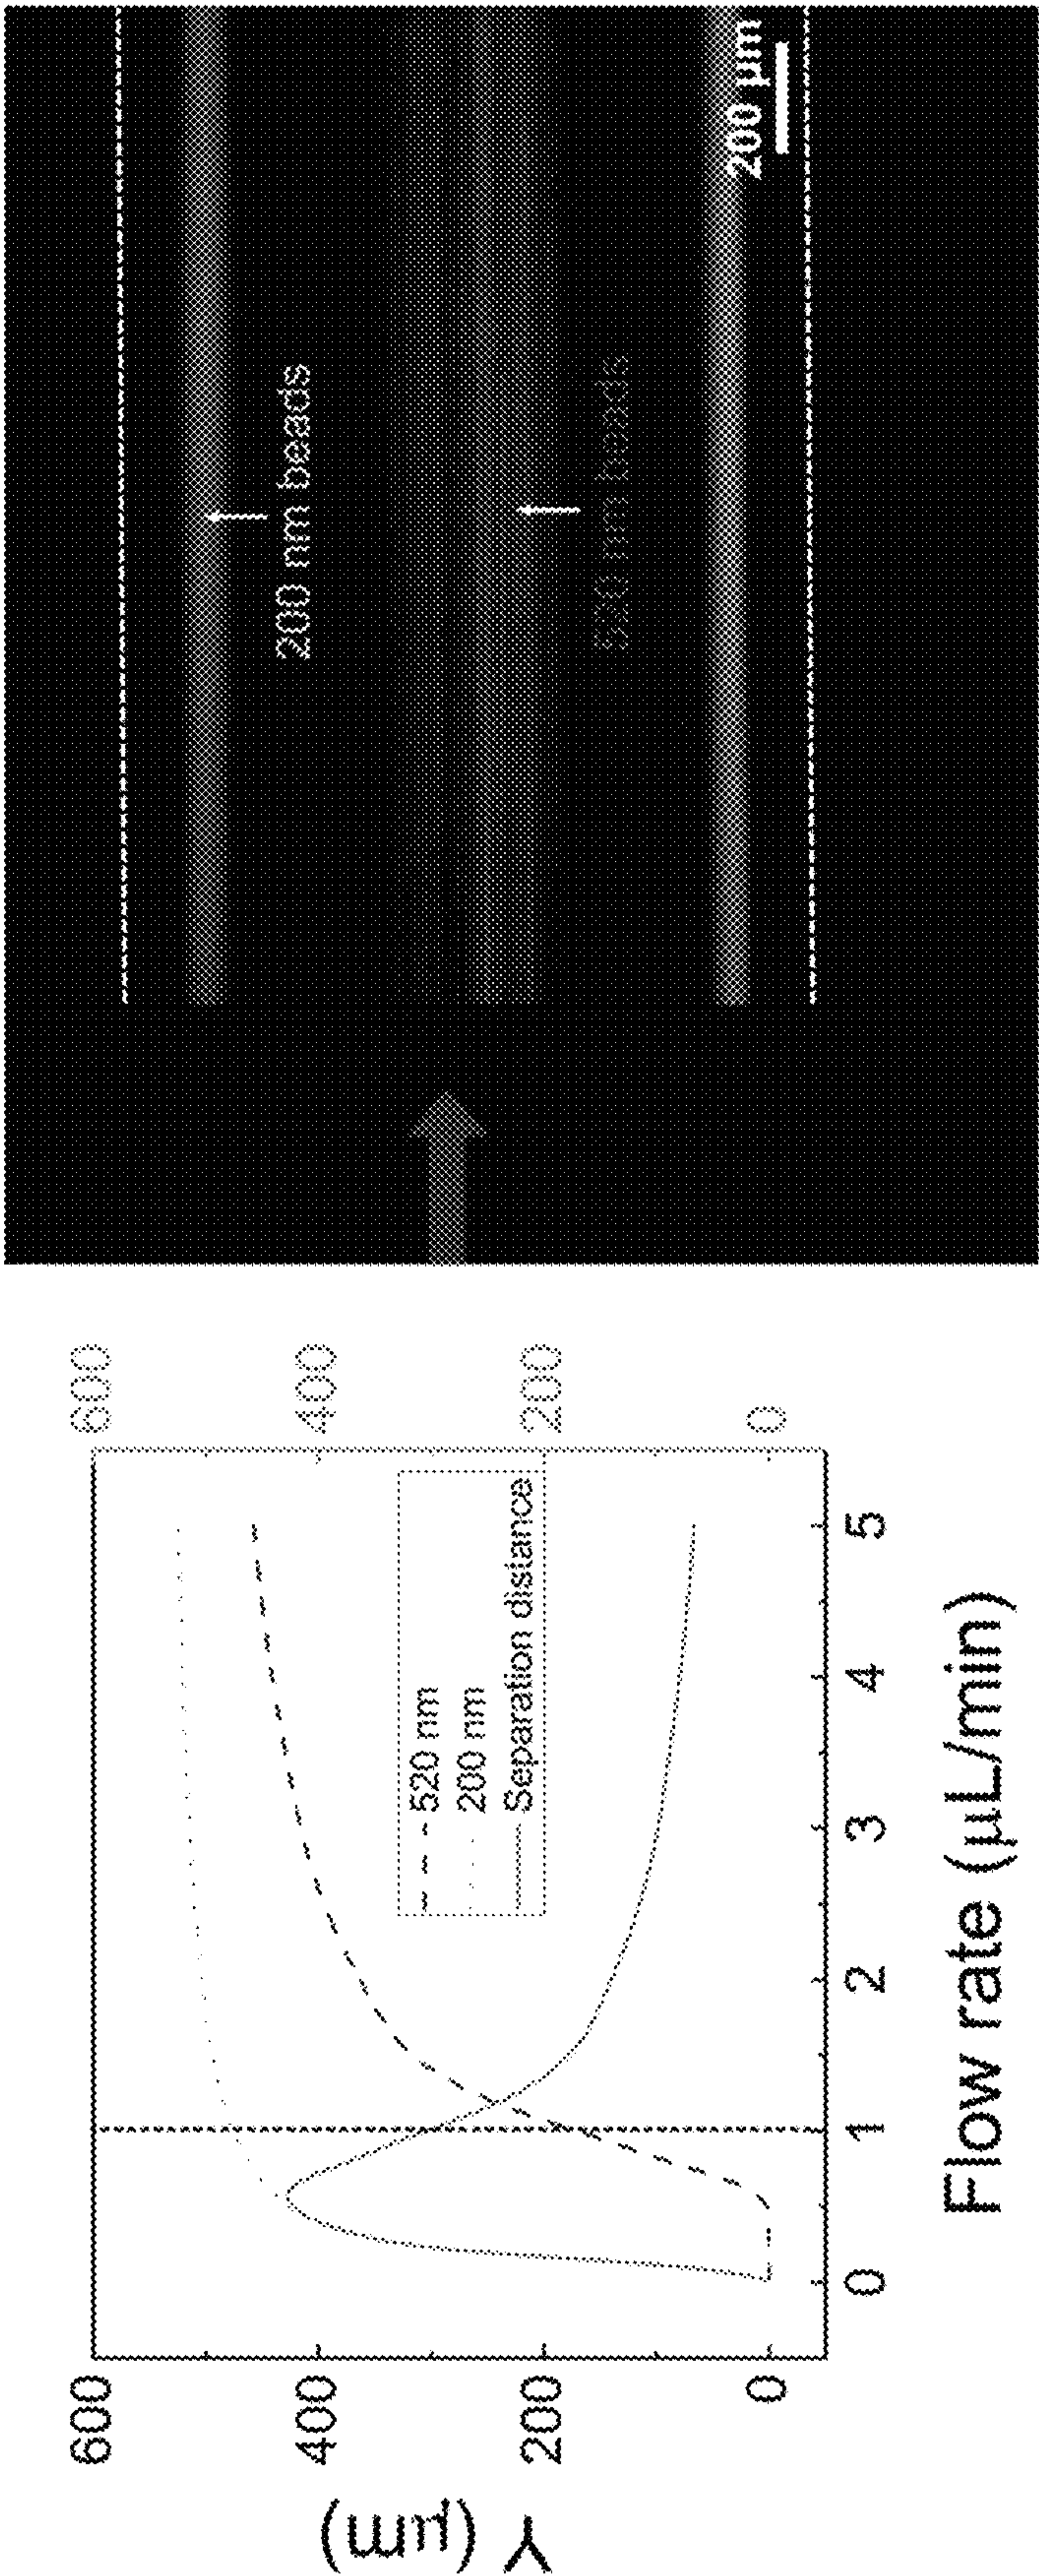 Y (µm)
600
400
200
0
520 nm
200 nm
Separation distance
600
400
200
0
0 1 2 3 4 5
Flow rate (µL/min)
200 nm beads
520 nm beads
200 µm